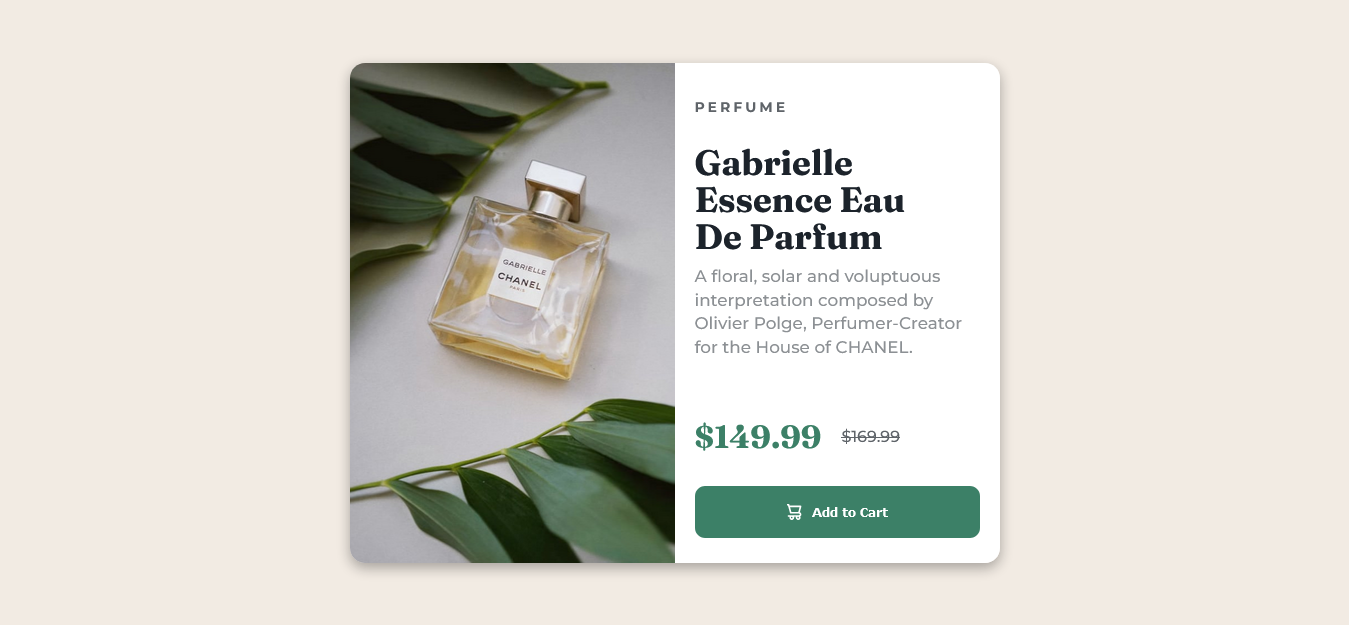 GABRIELLE
CHANEL
PARIS
PERFUME
Gabrielle
Essence Eau
De Parfum
A floral, solar and voluptuous
interpretation composed by
Olivier Polge, Perfumer-Creator
for the House of CHANEL.
$149.99 $169.99
Add to Cart